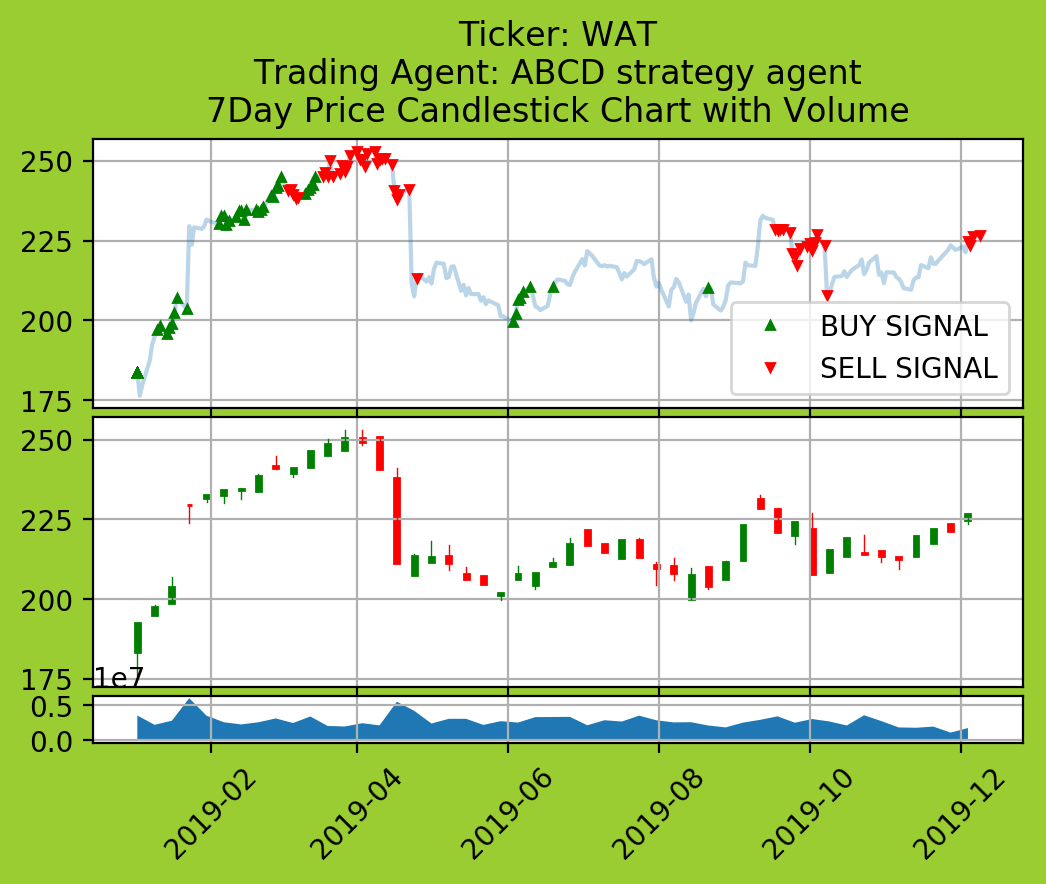 Ticker: WAT
Trading Agent: ABCD strategy agent
7Day Price Candlestick Chart with Volume
250
225
200
175
BUY SIGNAL
SELL SIGNAL
250
225
200
175
1e7
0.5
0.0
2019-02
2019-04
2019-06
2019-08
2019-10
2019-12